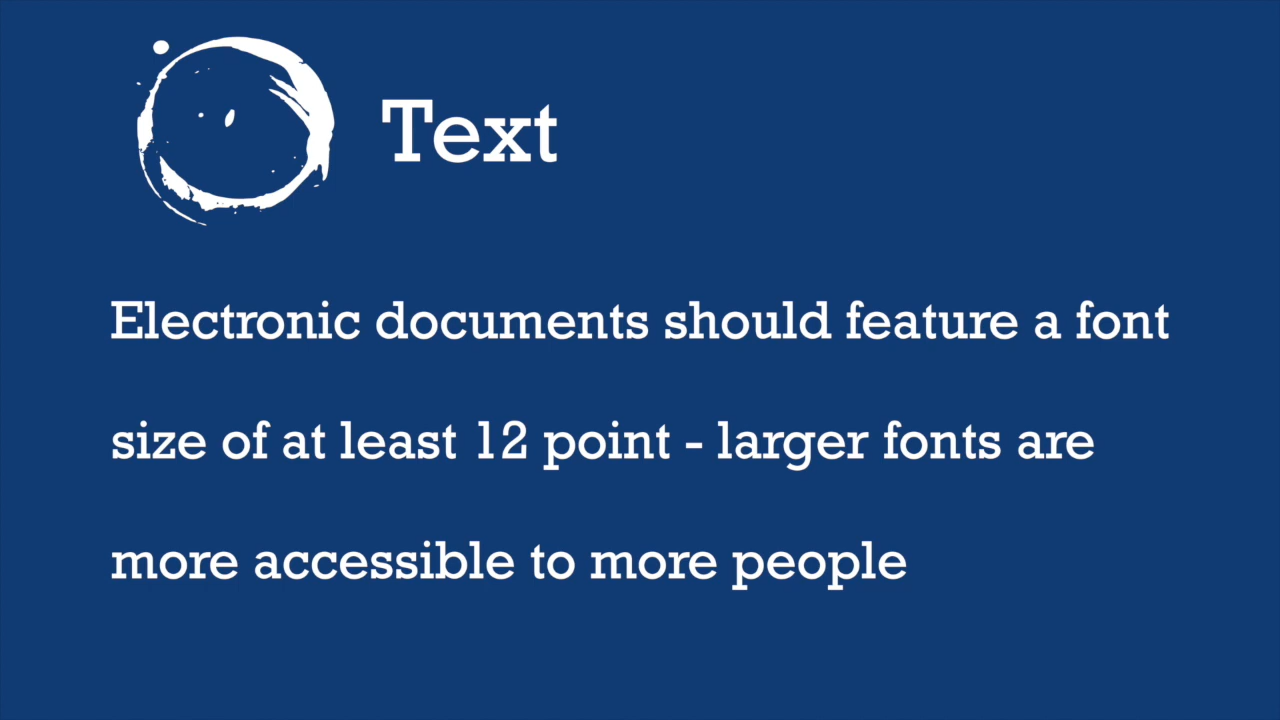 Text
Electronic documents should feature a font
size of at least 12 point - larger fonts are
more accessible to more people